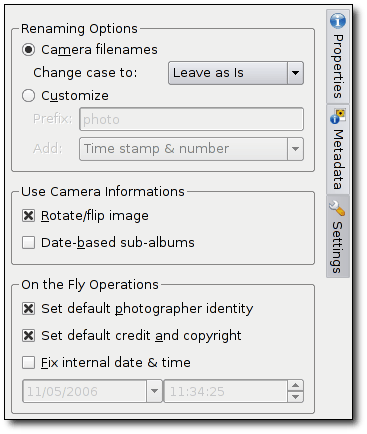 Renaming Options
Camera filenames
Change case to: Leave as Is
Customize
Prefix: photo
Add: Time stamp & number
Use Camera Informations
Rotate/flip image
Date-based sub-albums
On the Fly Operations
Set default photographer identity
Set default credit and copyright
Fix internal date & time
11/05/2006 11:34:25
Properties
Metadata
Settings